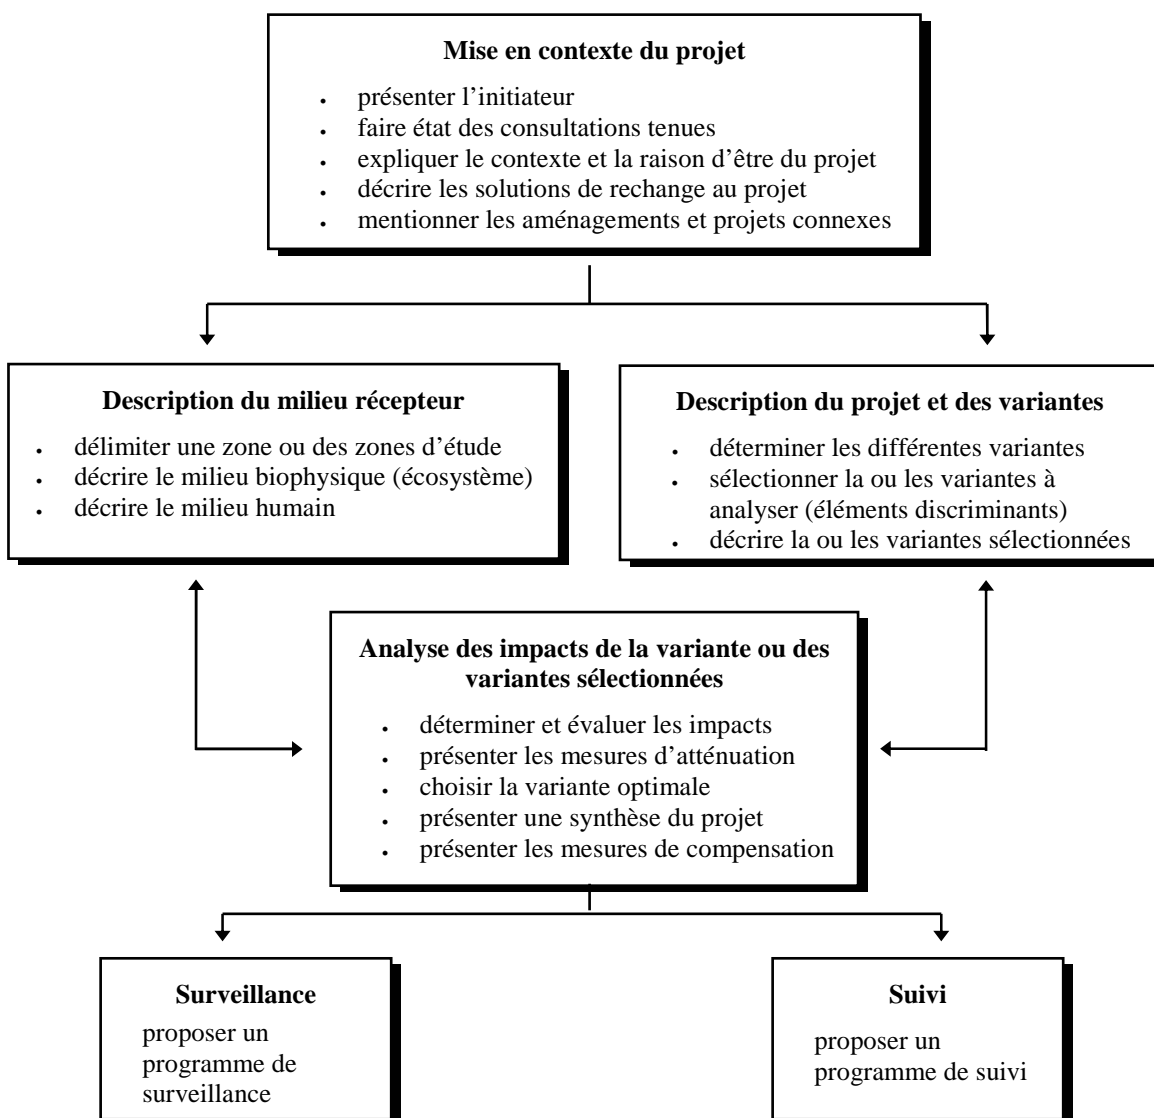 Mise en contexte du projet
• présenter l’initiateur
• faire état des consultations tenues
• expliquer le contexte et la raison d’être du projet
• décrire les solutions de rechange au projet
• mentionner les aménagements et projets connexes
Description du milieu récepteur
• délimiter une zone ou des zones d’étude
• décrire le milieu biophysique (écosystème)
• décrire le milieu humain
Description du projet et des variantes
• déterminer les différentes variantes
• sélectionner la ou les variantes à
analyser (éléments discriminants)
• décrire la ou les variantes sélectionnées
Analyse des impacts de la variante ou des
variantes sélectionnées
• déterminer et évaluer les impacts
• présenter les mesures d’atténuation
• choisir la variante optimale
• présenter une synthèse du projet
• présenter les mesures de compensation
Surveillance
proposer un
programme de
surveillance
Suivi
proposer un
programme de suivi